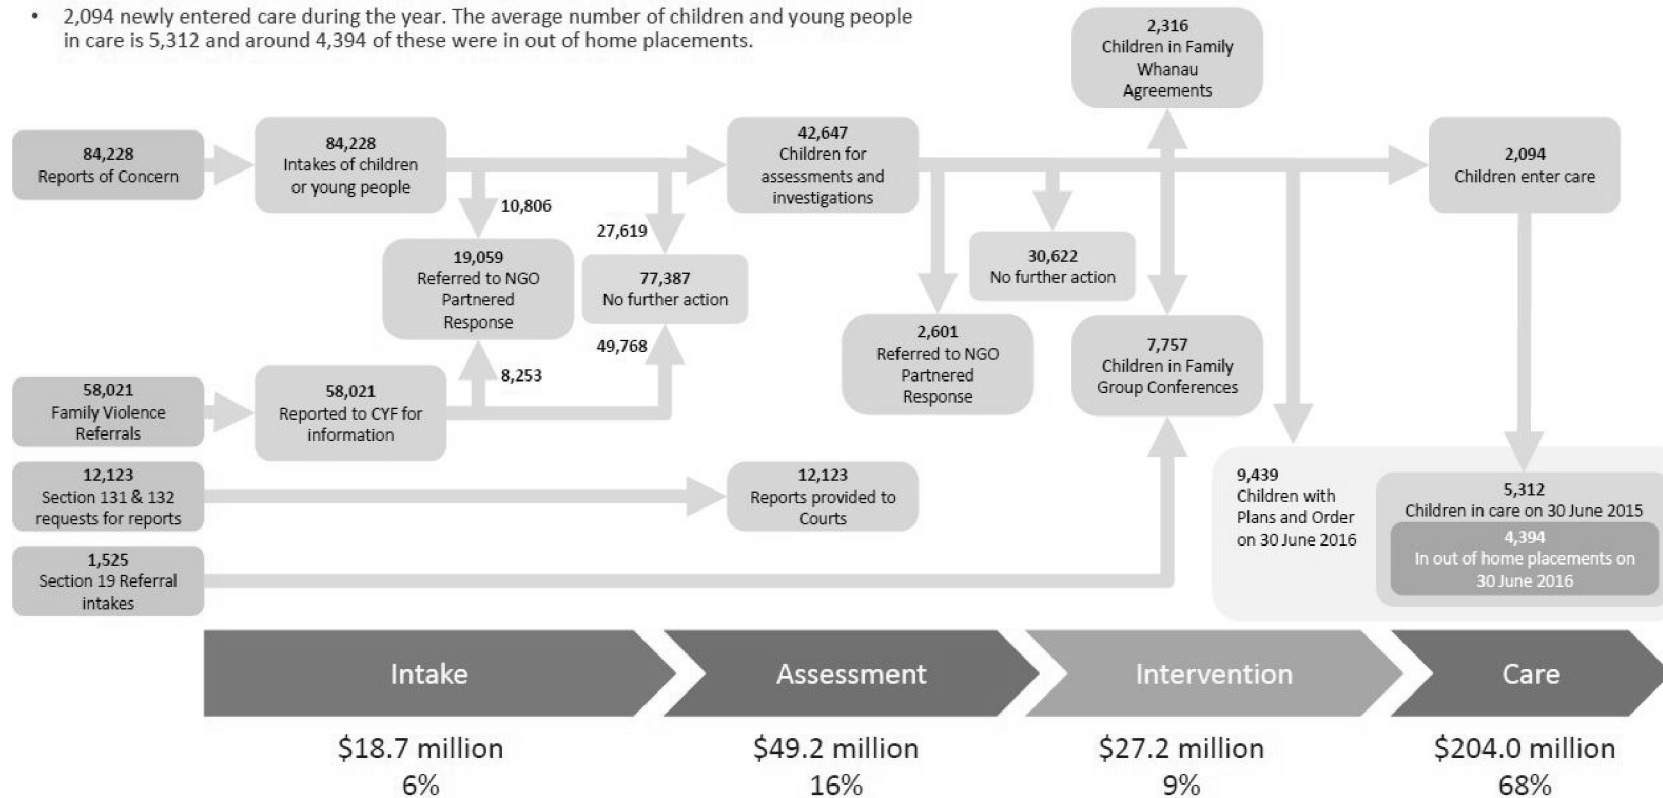 • 2,094 newly entered care during the year. The average number of children and young people
in care is 5,312 and around 4,394 of these were in out of home placements.
2,316
Children in Family
Whanau
Agreements
84,228
Reports of Concern
84,228
Intakes of children
or young people
42,647
Children for
assessments and
investigations
2,094
Children enter care
10,806
27,619
19,059
Referred to NGO
Partnered
Response
77,387
No further action
30,622
No further action
49,768
8,253
2,601
Referred to NGO
Partnered
Response
7,757
Children in Family
Group Conferences
58,021
Family Violence
Referrals
58,021
Reported to CYF for
information
12,123
Section 131 & 132
requests for reports
12,123
Reports provided to
Courts
9,439
Children with
Plans and Order
on 30 June 2016
5,312
Children in care on 30 June 2015
4,394
In out of home placements on
30 June 2016
1,525
Section 19 Referral
intakes
Intake
Assessment
Intervention
Care
$18.7 million
6%
$49.2 million
16%
$27.2 million
9%
$204.0 million
68%